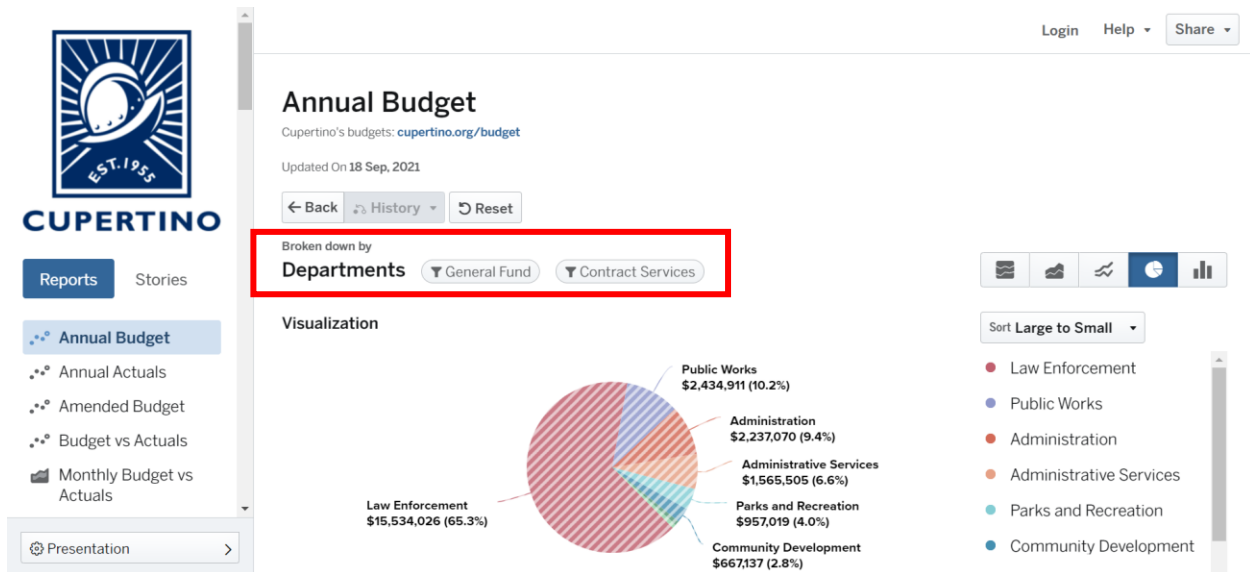 Login Help Share
EST. 1955
CUPERTINO
Reports Stories
Annual Budget
Annual Actuals
Amended Budget
Budget vs Actuals
Monthly Budget vs
Actuals
Presentation
Annual Budget
Cupertino's budgets: cupertino.org/budget
Updated On 18 Sep, 2021
Back History Reset
Broken down by
Departments General Fund Contract Services
Visualization
Public Works
$2,434,911 (10.2%)
Administration
$2,237,070 (9.4%)
Administrative Services
$1,565,505 (6.6%)
Law Enforcement
$15,534,026 (65.3%)
Parks and Recreation
$957,019 (4.0%)
Community Development
$667,137 (2.8%)
Sort Large to Small
Law Enforcement
Public Works
Administration
Administrative Services
Parks and Recreation
Community Development